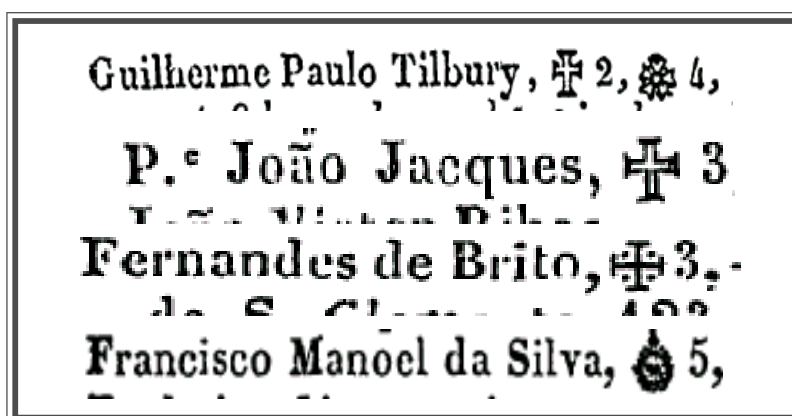 Guilherme Paulo Tilbury, ✠ 2, ❁ 4,
P.ᵉ João Jacques, ✠ 3
Fernandes de Brito, ✠ 3, -
Francisco Manoel da Silva, 5,